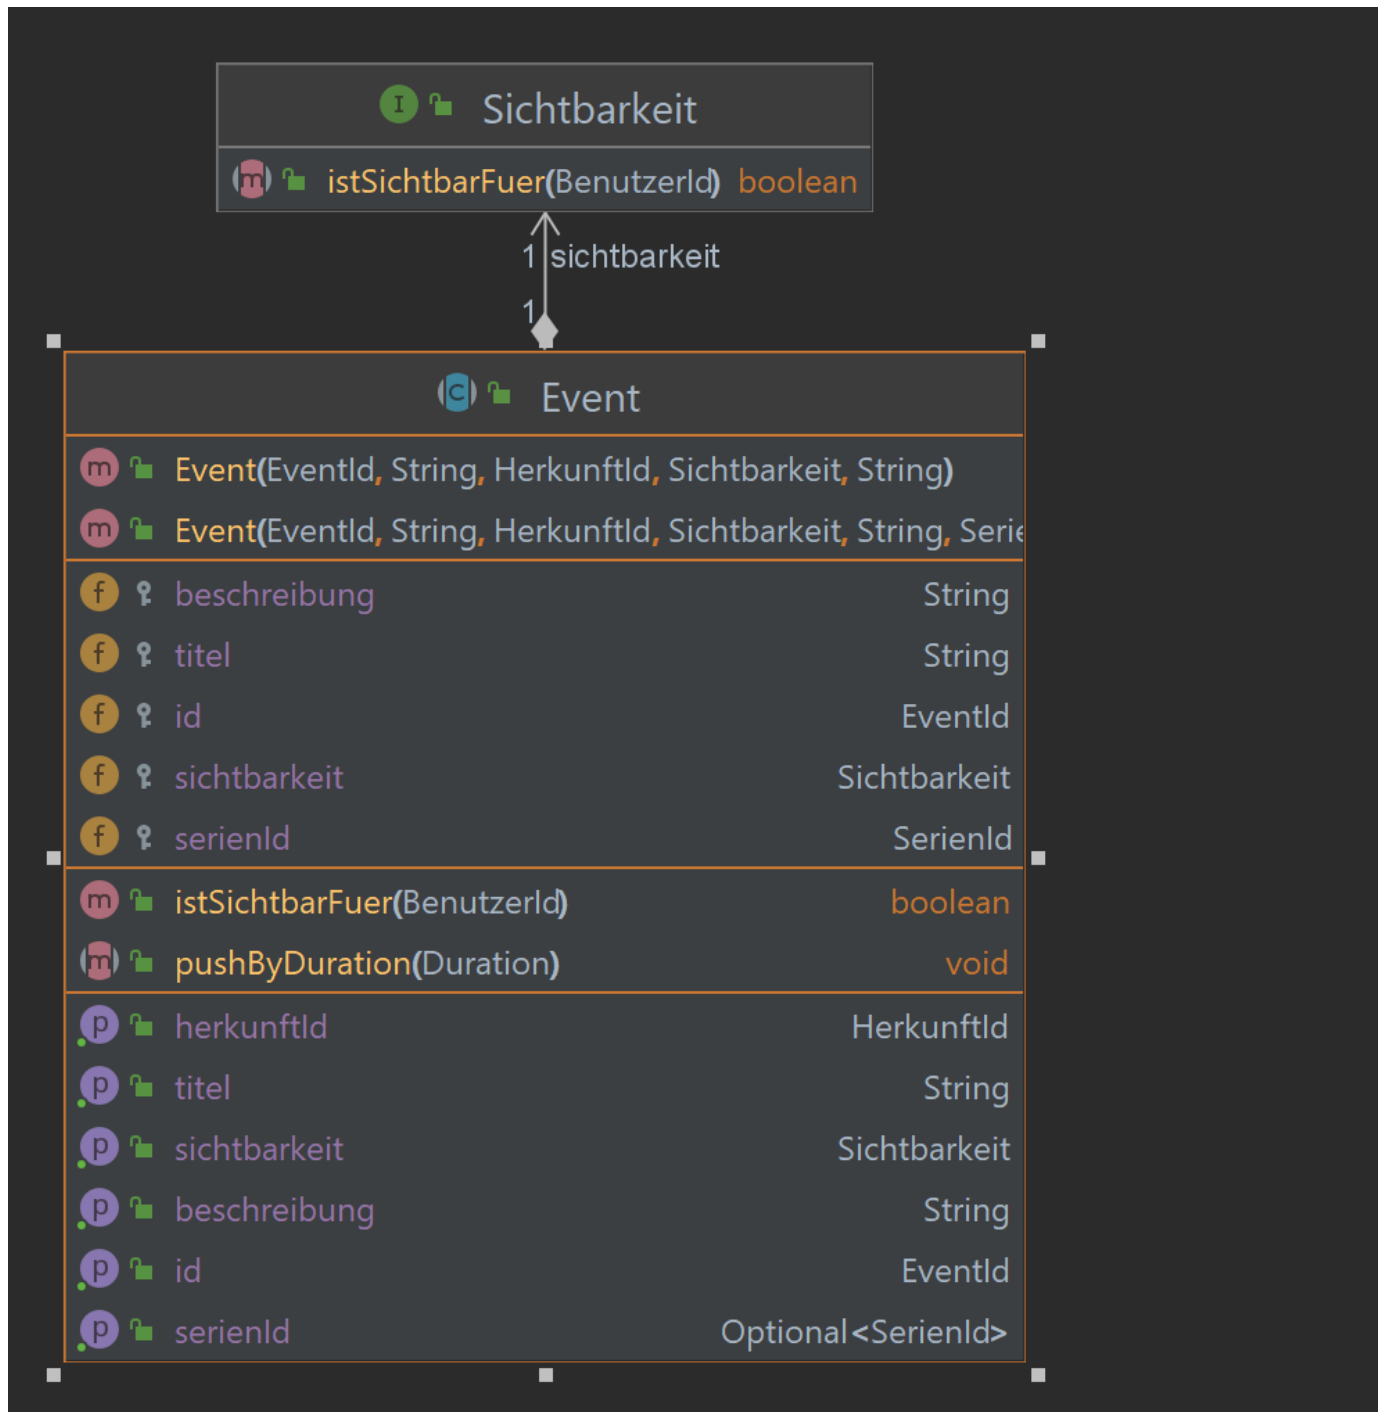 I Sichtbarkeit
m istSichtbarFuer(BenutzerId) boolean
1 sichtbarkeit
1
C Event
m Event(EventId, String, HerkunftId, Sichtbarkeit, String)
m Event(EventId, String, HerkunftId, Sichtbarkeit, String, Serie
f beschreibung String
f titel String
f id EventId
f sichtbarkeit Sichtbarkeit
f serienId SerienId
m istSichtbarFuer(BenutzerId) boolean
m pushByDuration(Duration) void
p herkunftId HerkunftId
p titel String
p sichtbarkeit Sichtbarkeit
p beschreibung String
p id EventId
p serienId Optional<SerienId>